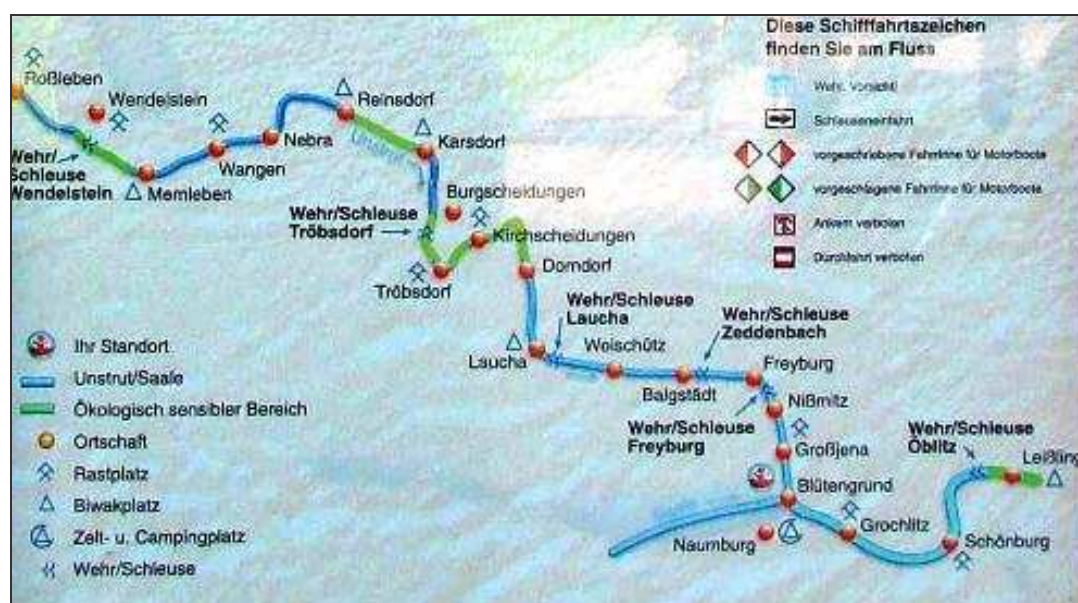 Diese Schifffahrtszeichen
finden Sie am Fluss
Wehr, Vorsicht!
Schleuseneinfahrt
vorgeschriebene Fahrrinne für Motorboote
vorgeschlagene Fahrrinne für Motorboote
Ankern verboten
Durchfahrt verboten
Roßleben
Wendelstein
Wehr/
Schleuse
Wendelstein
Memleben
Wangen
Nebra
Reinsdorf
Unstrut
Karsdorf
Burgscheidungen
Wehr/Schleuse
Tröbsdorf
Kirchscheidungen
Tröbsdorf
Dorndorf
Wehr/Schleuse
Laucha
Laucha
Weischütz
Wehr/Schleuse
Zeddenbach
Balgstädt
Freyburg
Nißmitz
Wehr/Schleuse
Freyburg
Großjena
Wehr/Schleuse
Öblitz
Leißling
Blütengrund
Naumburg
Grochlitz
Schönburg
Ihr Standort
Unstrut/Saale
Ökologisch sensibler Bereich
Ortschaft
Rastplatz
Biwakplatz
Zelt- u. Campingplatz
Wehr/Schleuse